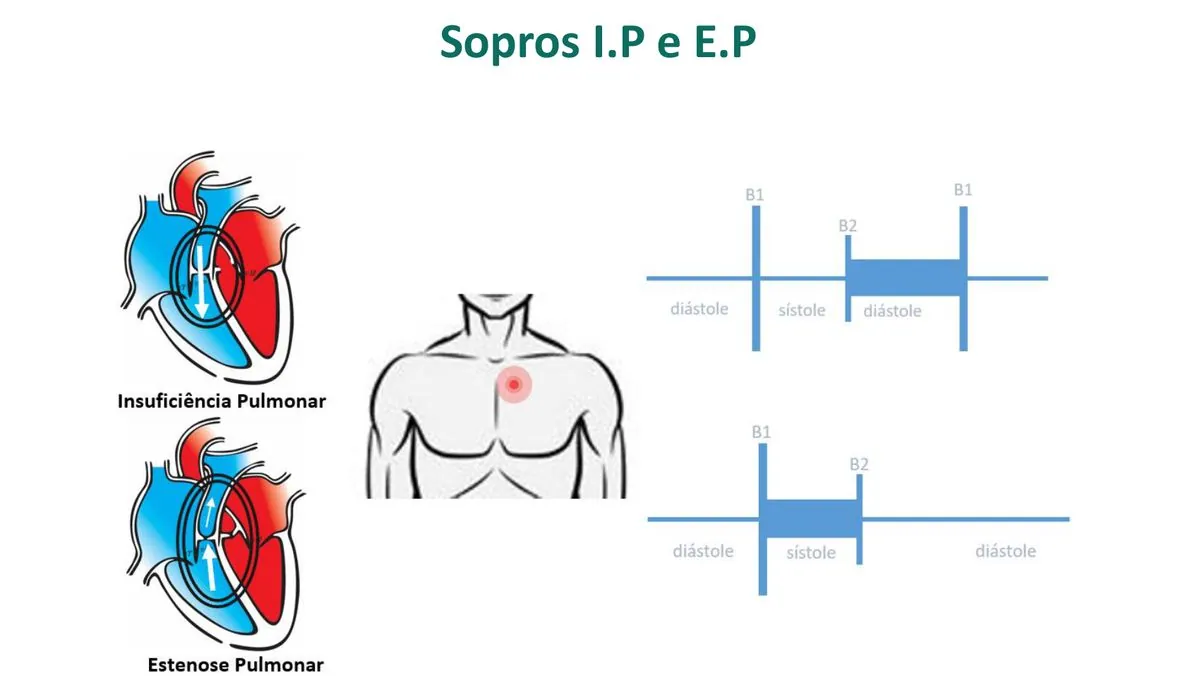 Sopros I.P e E.P
Insuficiência Pulmonar
Estenose Pulmonar
B1
B2
B1
diástole
sístole
diástole
B1
B2
diástole
sístole
diástole